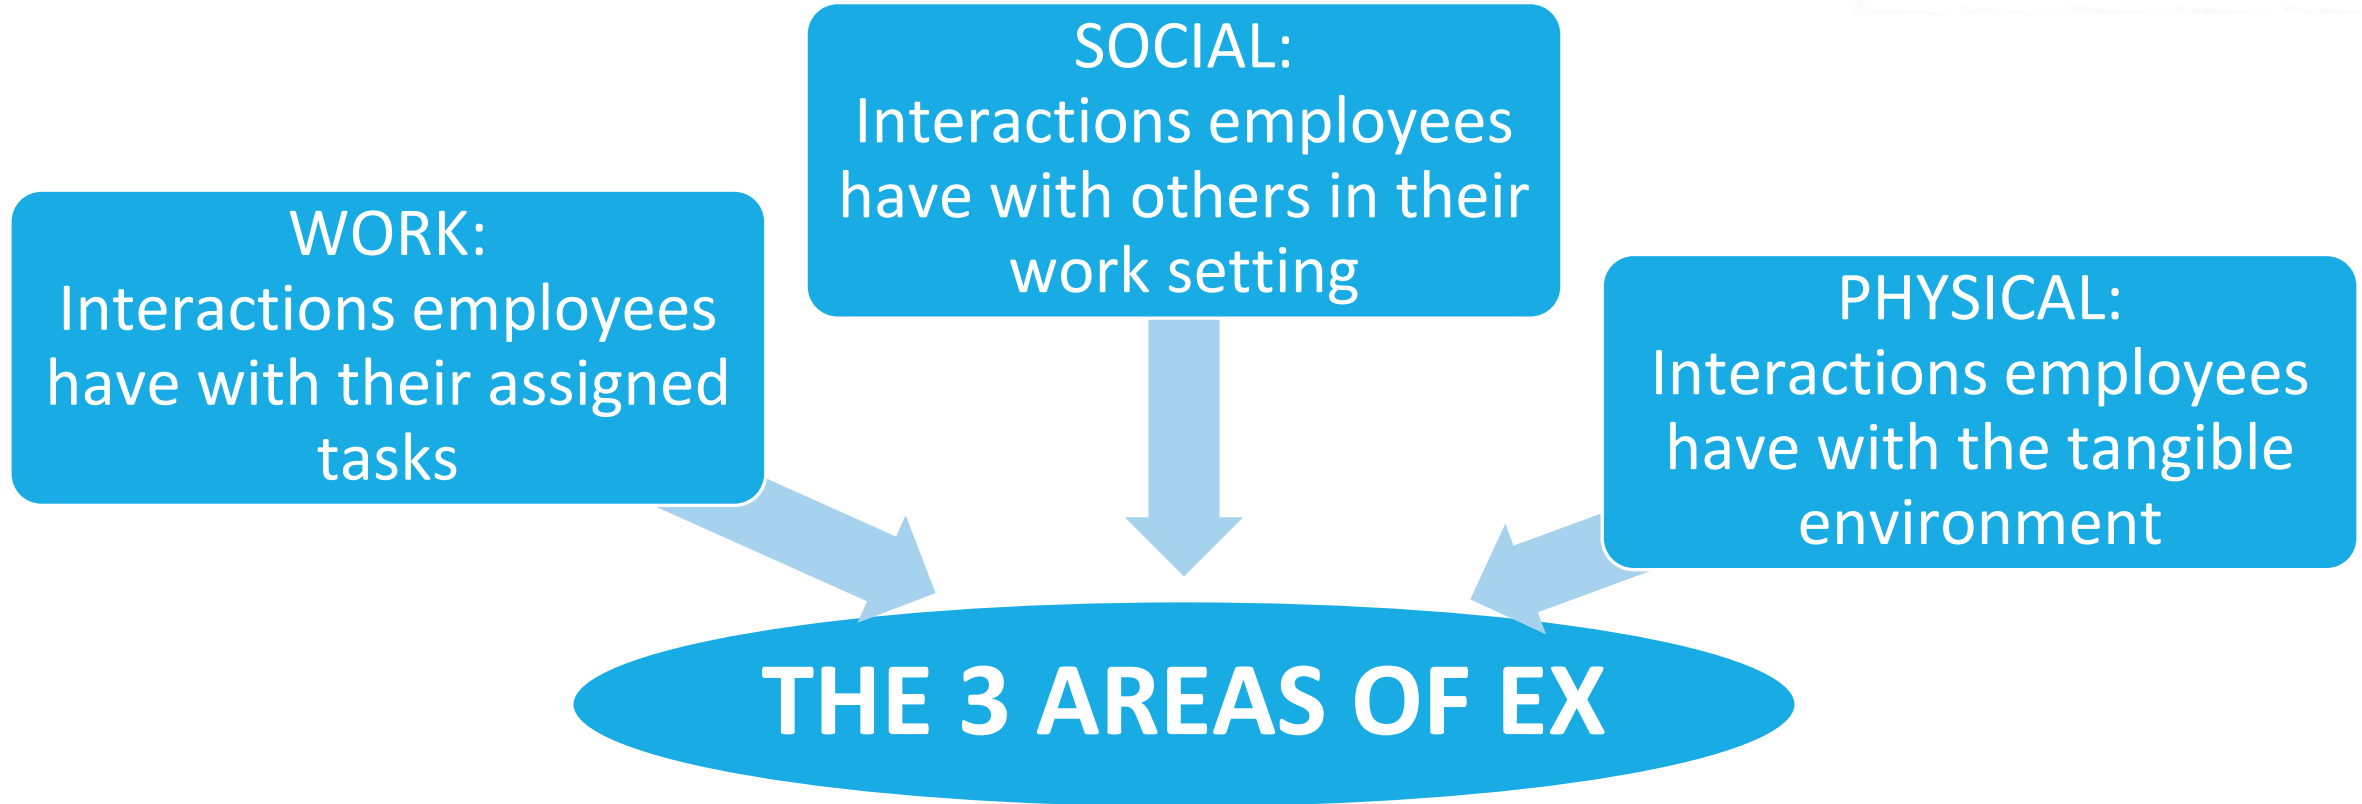 WORK:
Interactions employees
have with their assigned
tasks
SOCIAL:
Interactions employees
have with others in their
work setting
PHYSICAL:
Interactions employees
have with the tangible
environment
THE 3 AREAS OF EX